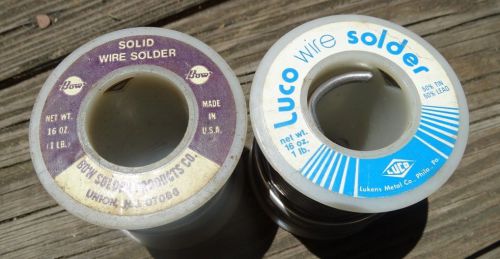 SOLID
WIRE SOLDER
Bow
Bow
NET WT.
16 OZ.
(1 LB.)
MADE
IN
U.S.A.
BOW SOLDER PRODUCTS CO.
UNION, N.J. 07083
Luco wire solder
50% TIN
50% LEAD
net wt.
16 oz.
1 lb.
LUCO
Lukens Metal Co., Phila., Pa.